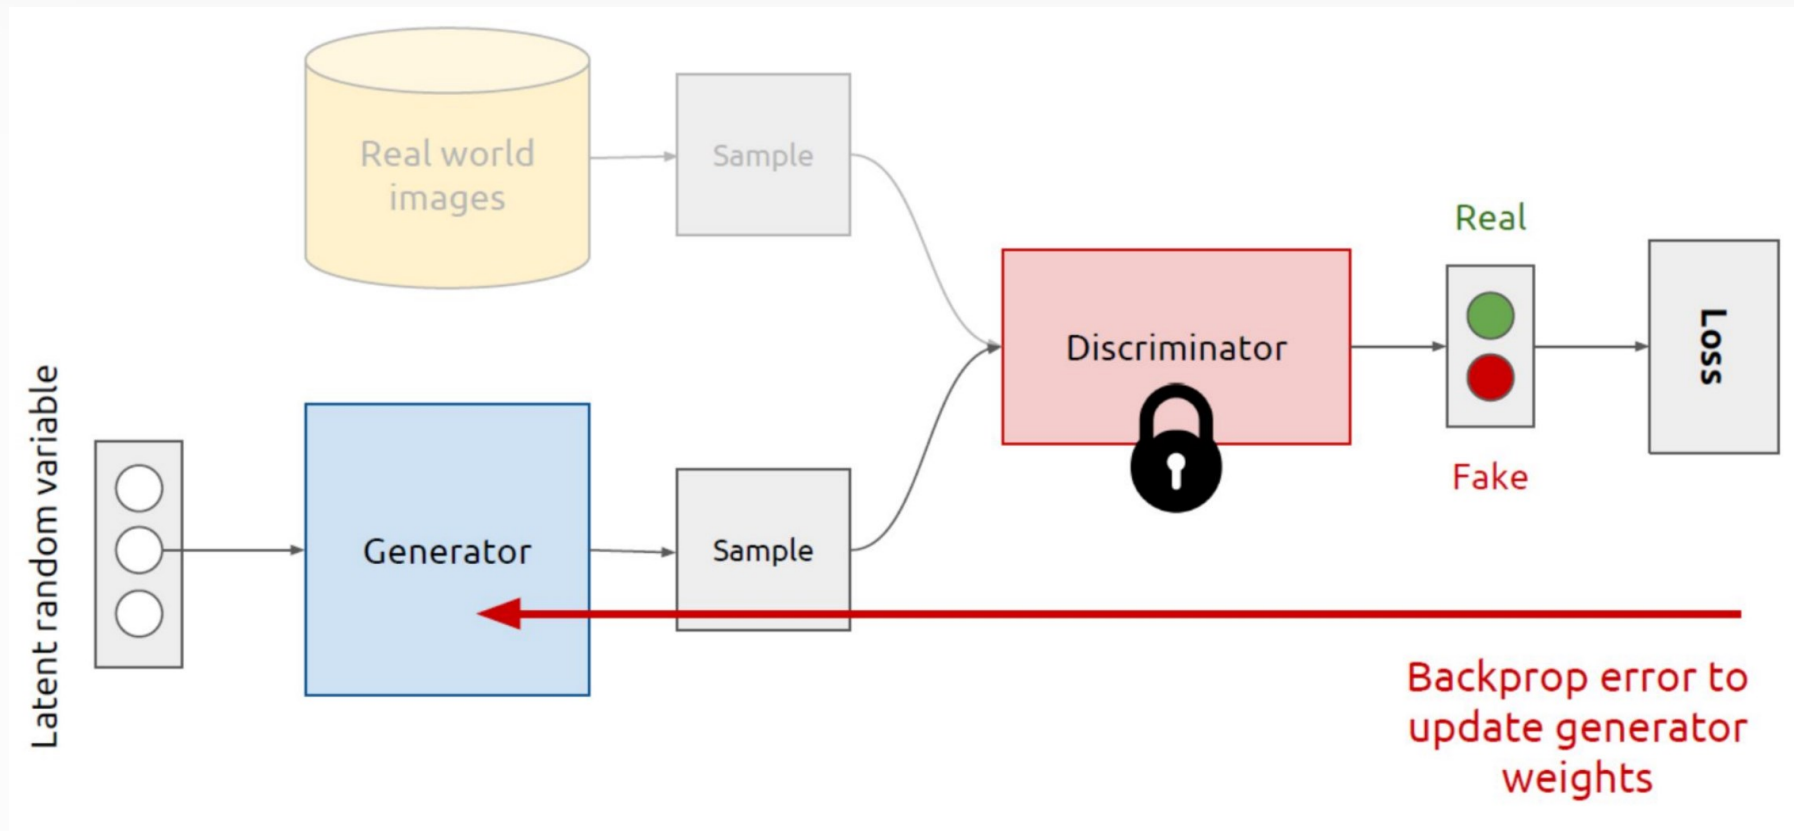 Real world
images
Sample
Real
Discriminator
Loss
Fake
Latent random variable
Generator
Sample
Backprop error to
update generator
weights